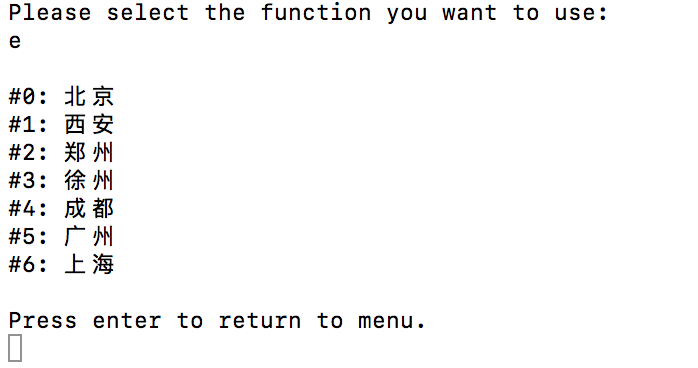 Please select the function you want to use:
e
#0: 北京
#1: 西安
#2: 郑州
#3: 徐州
#4: 成都
#5: 广州
#6: 上海
Press enter to return to menu.